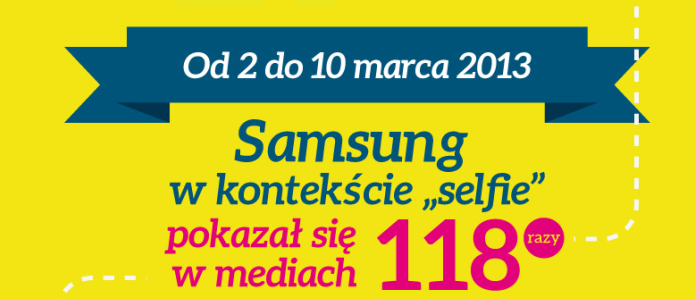 Od 2 do 10 marca 2013
Samsung
w kontekście „selfie”
pokazał się
w mediach 118 razy